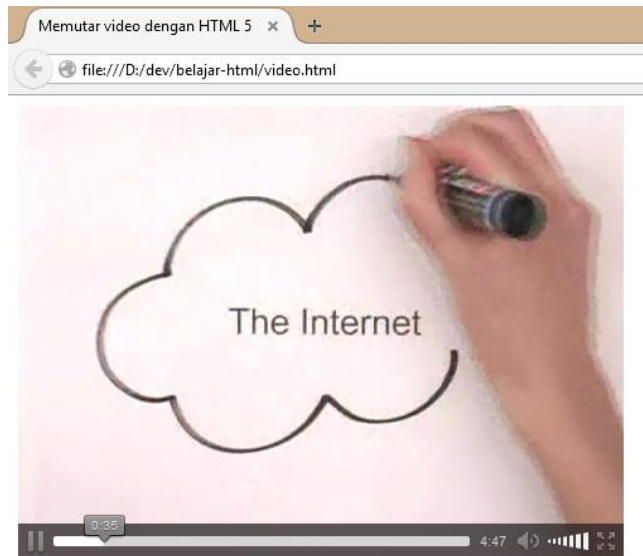 Memutar video dengan HTML 5
file:///D:/dev/belajar-html/video.html
The Internet
0:35
4:47